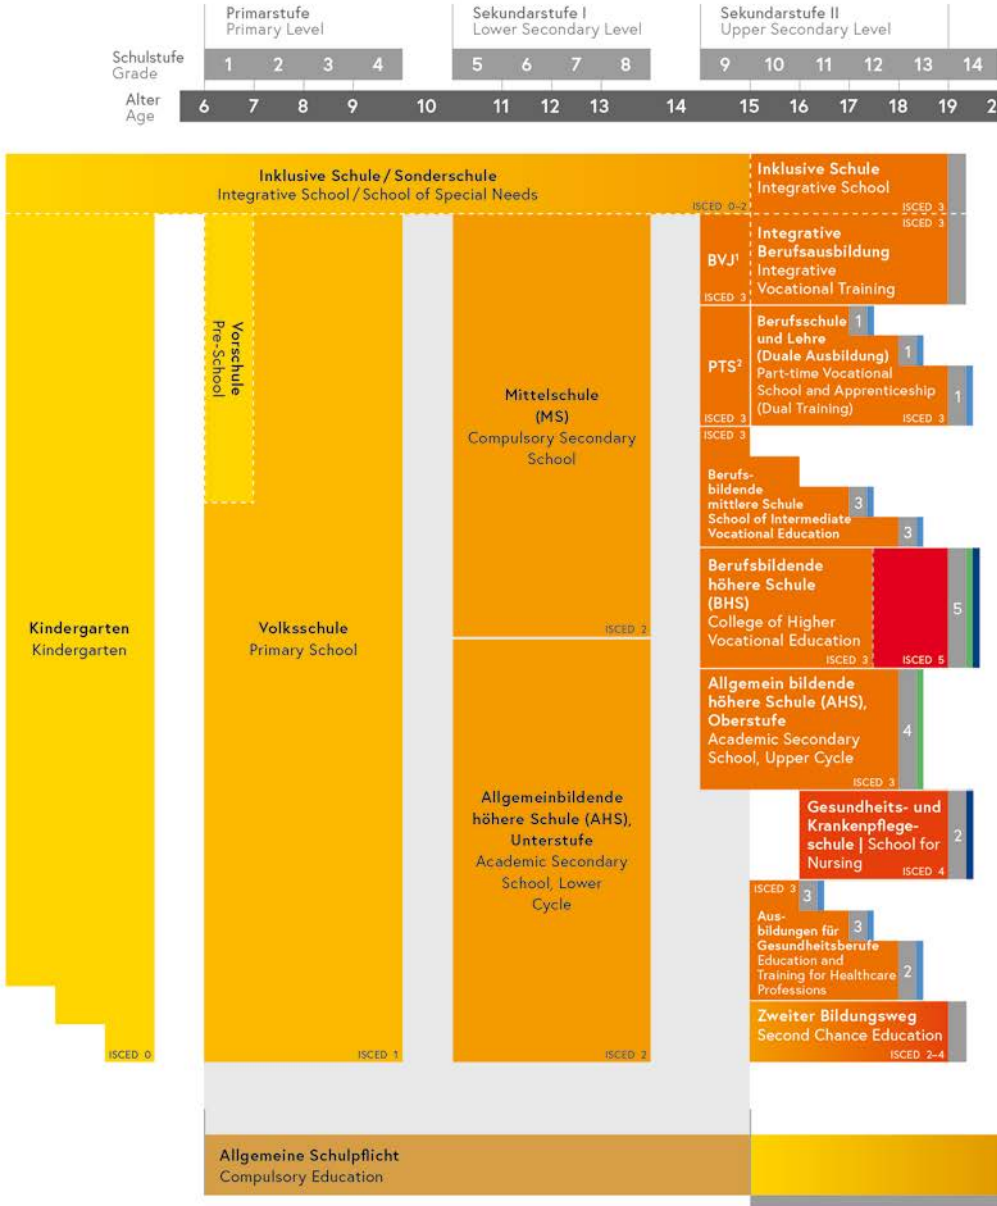 Primarstufe
Primary Level
Sekundarstufe I
Lower Secondary Level
Sekundarstufe II
Upper Secondary Level
Schulstufe
Grade
1 2 3 4 5 6 7 8 9 10 11 12 13 14
Alter
Age
6 7 8 9 10 11 12 13 14 15 16 17 18 19 2
Inklusive Schule / Sonderschule
Integrative School / School of Special Needs
ISCED 0–2
Inklusive Schule
Integrative School
ISCED 3
ISCED 3
BVJ¹
ISCED 3
Integrative
Berufsausbildung
Integrative
Vocational Training
Vorschule
Pre-School
PTS²
ISCED 3
Berufsschule
und Lehre
(Duale Ausbildung)
Part-time Vocational
School and Apprenticeship
(Dual Training)
ISCED 3
1
1
1
Mittelschule
(MS)
Compulsory Secondary
School
ISCED 2
ISCED 3
Berufs-
bildende
mittlere Schule
School of Intermediate
Vocational Education
3
3
Berufsbildende
höhere Schule
(BHS)
College of Higher
Vocational Education
ISCED 3
ISCED 5
5
Kindergarten
Kindergarten
ISCED 0
Volksschule
Primary School
ISCED 1
Allgemein bildende
höhere Schule (AHS),
Oberstufe
Academic Secondary
School, Upper Cycle
ISCED 3
4
Allgemeinbildende
höhere Schule (AHS),
Unterstufe
Academic Secondary
School, Lower
Cycle
ISCED 2
Gesundheits- und
Krankenpflege-
schule | School for
Nursing
ISCED 4
2
ISCED 3
3
3
2
Aus-
bildungen für
Gesundheitsberufe
Education and
Training for Healthcare
Professions
Zweiter Bildungsweg
Second Chance Education
ISCED 2–4
Allgemeine Schulpflicht
Compulsory Education